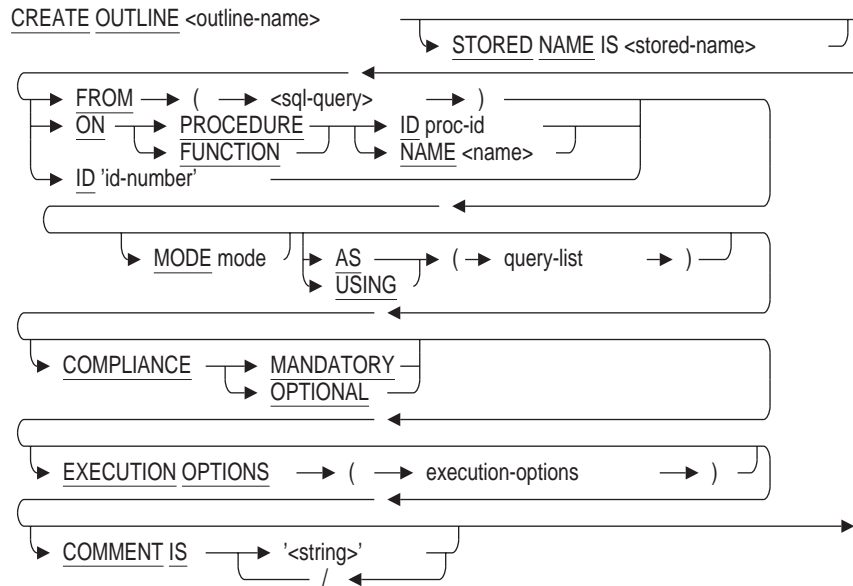 CREATE OUTLINE <outline-name>
STORED NAME IS <stored-name>
FROM ( <sql-query> )
ON PROCEDURE ID proc-id
FUNCTION NAME <name>
ID 'id-number'
MODE mode AS ( query-list )
USING
COMPLIANCE MANDATORY
OPTIONAL
EXECUTION OPTIONS ( execution-options )
COMMENT IS '<string>'
/